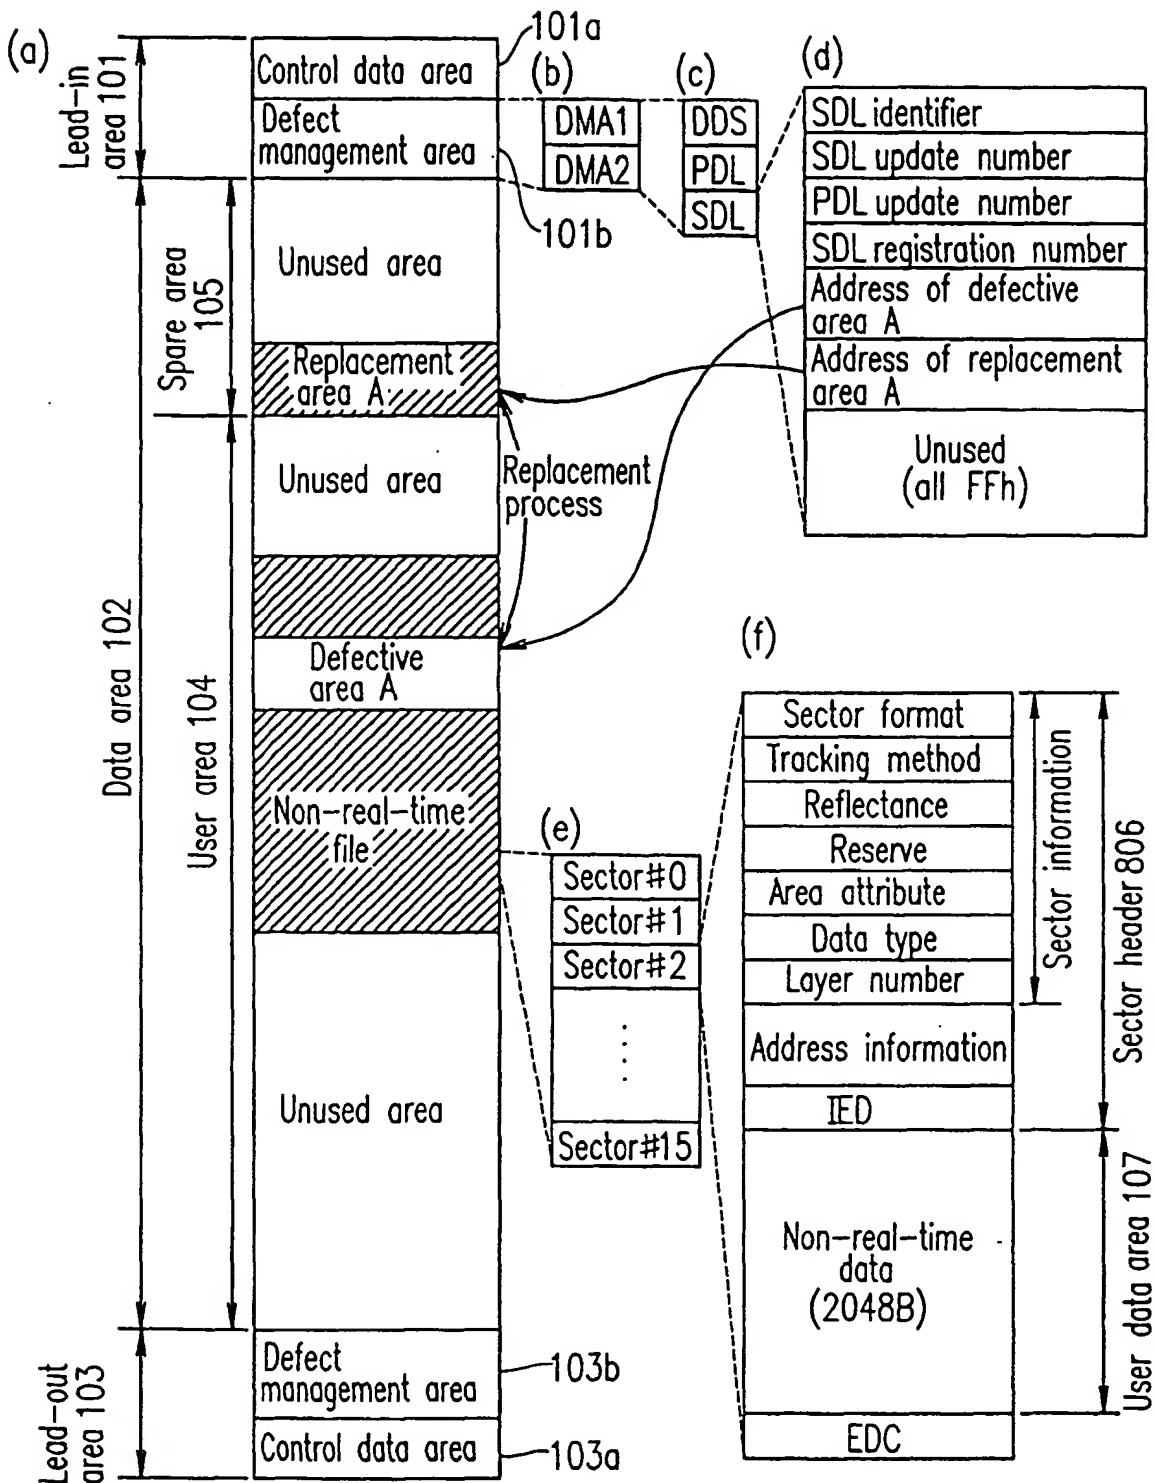 (a)
Lead-in
area 101
Data area 102
Spare area
105
User area 104
Lead-out
area 103
Control data area
101a
Defect
management area
101b
Unused area
Replacement
area A
Unused area
Replacement
process
Defective
area A
Non-real-time
file
Unused area
Defect
management area
103b
Control data area
103a
(b)
DMA1
DMA2
(c)
DDS
PDL
SDL
(d)
SDL identifier
SDL update number
PDL update number
SDL registration number
Address of defective
area A
Address of replacement
area A
Unused
(all FFh)
(e)
Sector#0
Sector#1
Sector#2
Sector#15
(f)
Sector format
Tracking method
Reflectance
Reserve
Area attribute
Data type
Layer number
Address information
IED
Non-real-time
data
(2048B)
EDC
Sector information
Sector header 806
User data area 107